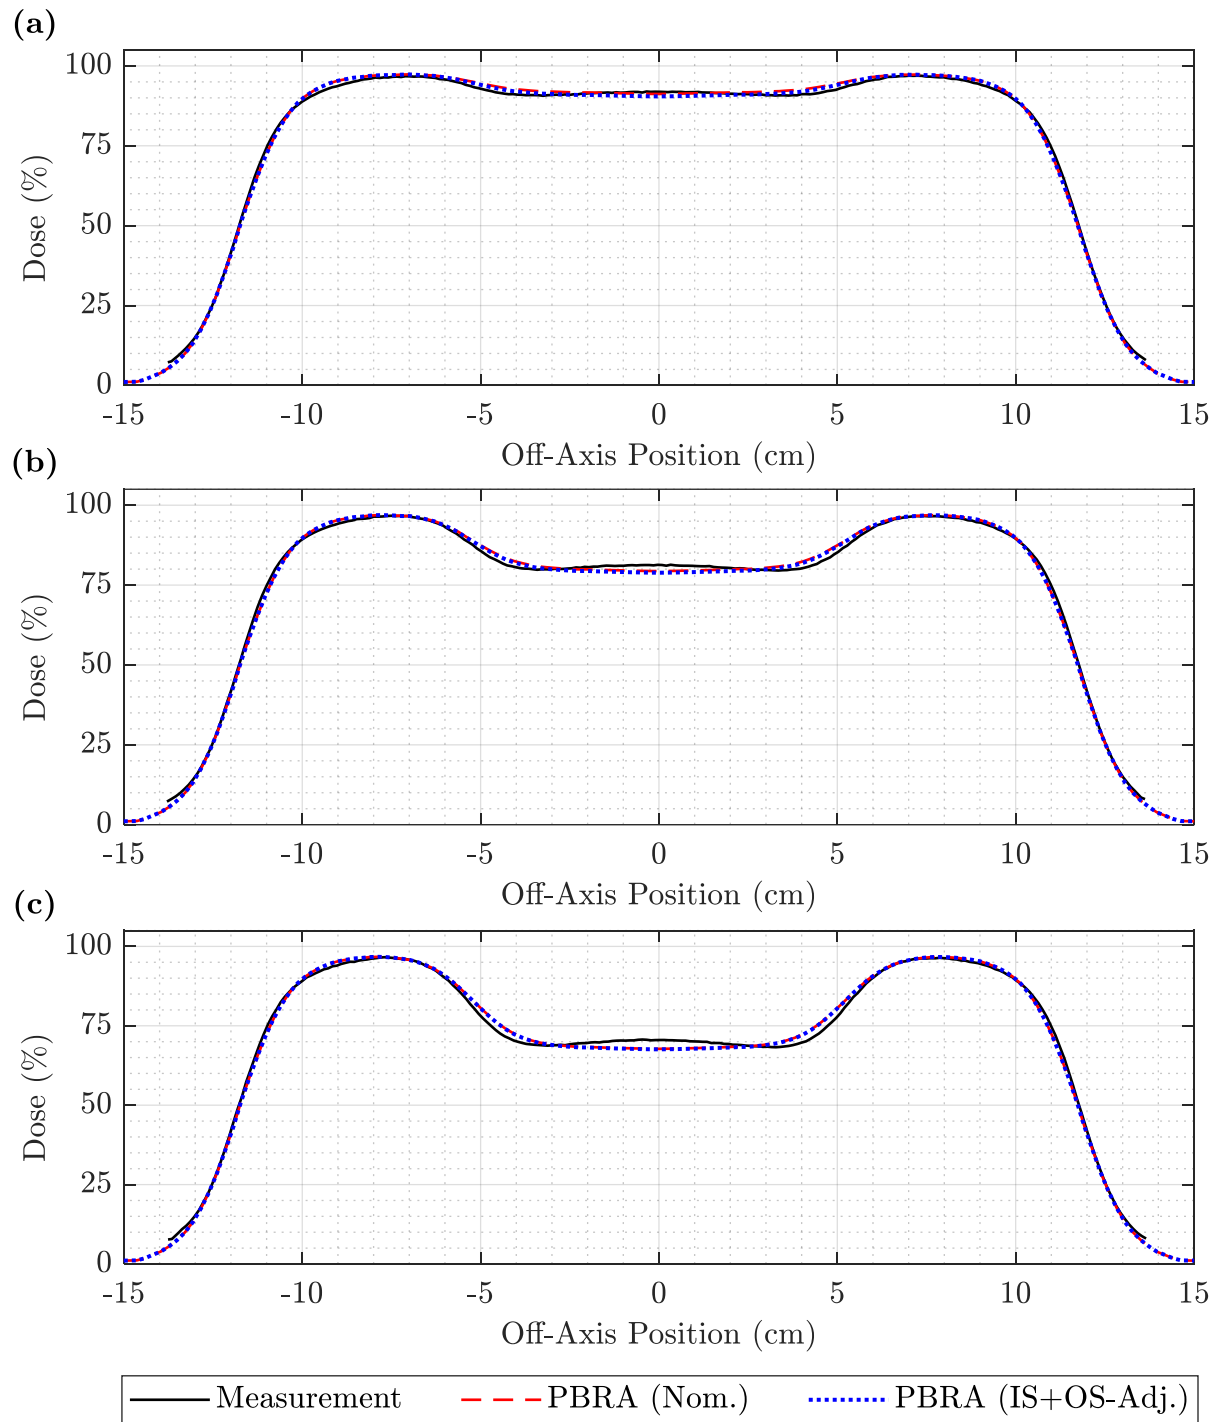 (a)
100
75
50
25
0
Dose (%)
-15 -10 -5 0 5 10 15
Off-Axis Position (cm)
(b)
100
75
50
25
0
Dose (%)
-15 -10 -5 0 5 10 15
Off-Axis Position (cm)
(c)
100
75
50
25
0
Dose (%)
-15 -10 -5 0 5 10 15
Off-Axis Position (cm)
Measurement PBRA (Nom.) PBRA (IS+OS-Adj.)